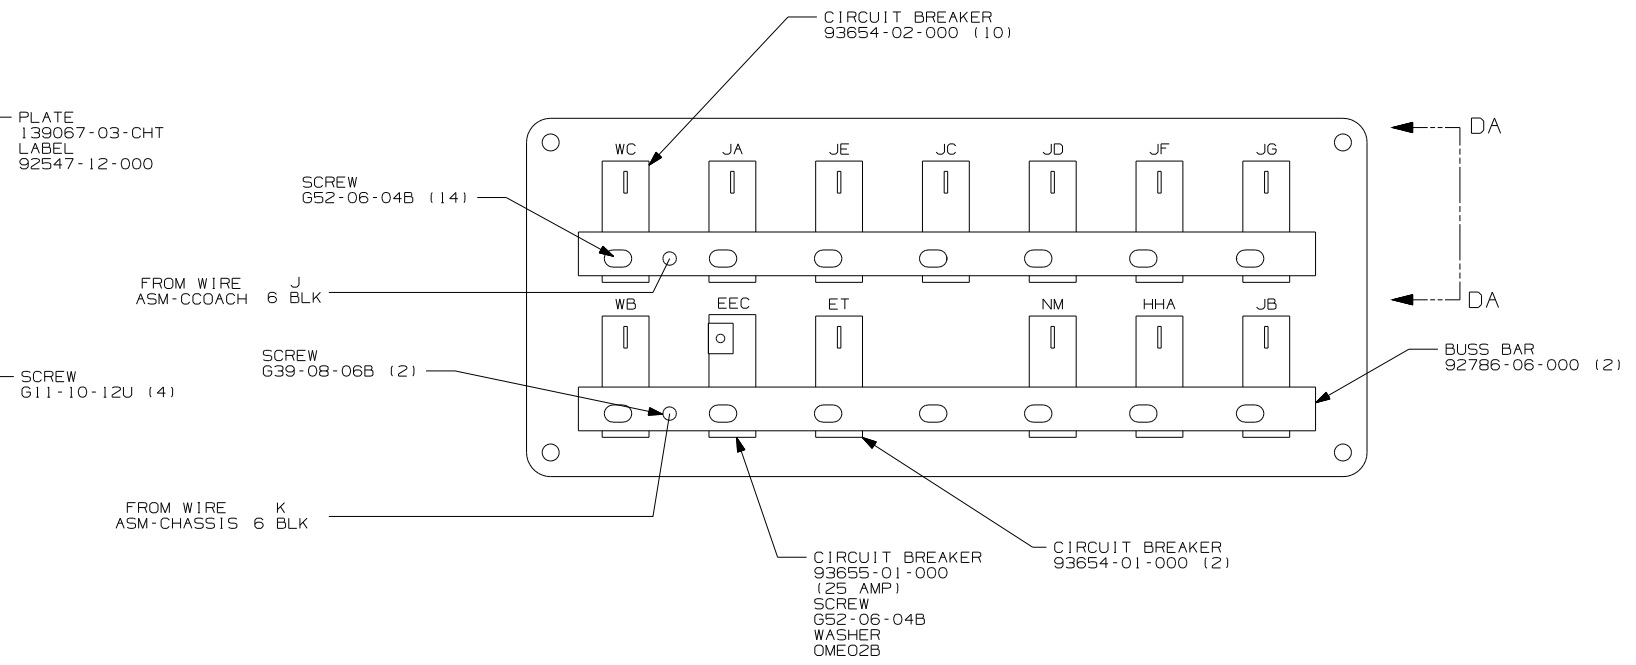 CIRCUIT BREAKER
93654-02-000 (10)
PLATE
139067-03-CHT
LABEL
92547-12-000
DA
WC JA JE JC JD JF JG
SCREW
G52-06-04B (14)
FROM WIRE J
ASM-CCOACH 6 BLK
DA
WB EEC ET NM HHA JB
SCREW
G39-08-06B (2)
BUSS BAR
92786-06-000 (2)
SCREW
G11-10-12U (4)
FROM WIRE K
ASM-CHASSIS 6 BLK
CIRCUIT BREAKER
93654-01-000 (2)
CIRCUIT BREAKER
93655-01-000
(25 AMP)
SCREW
G52-06-04B
WASHER
OME02B